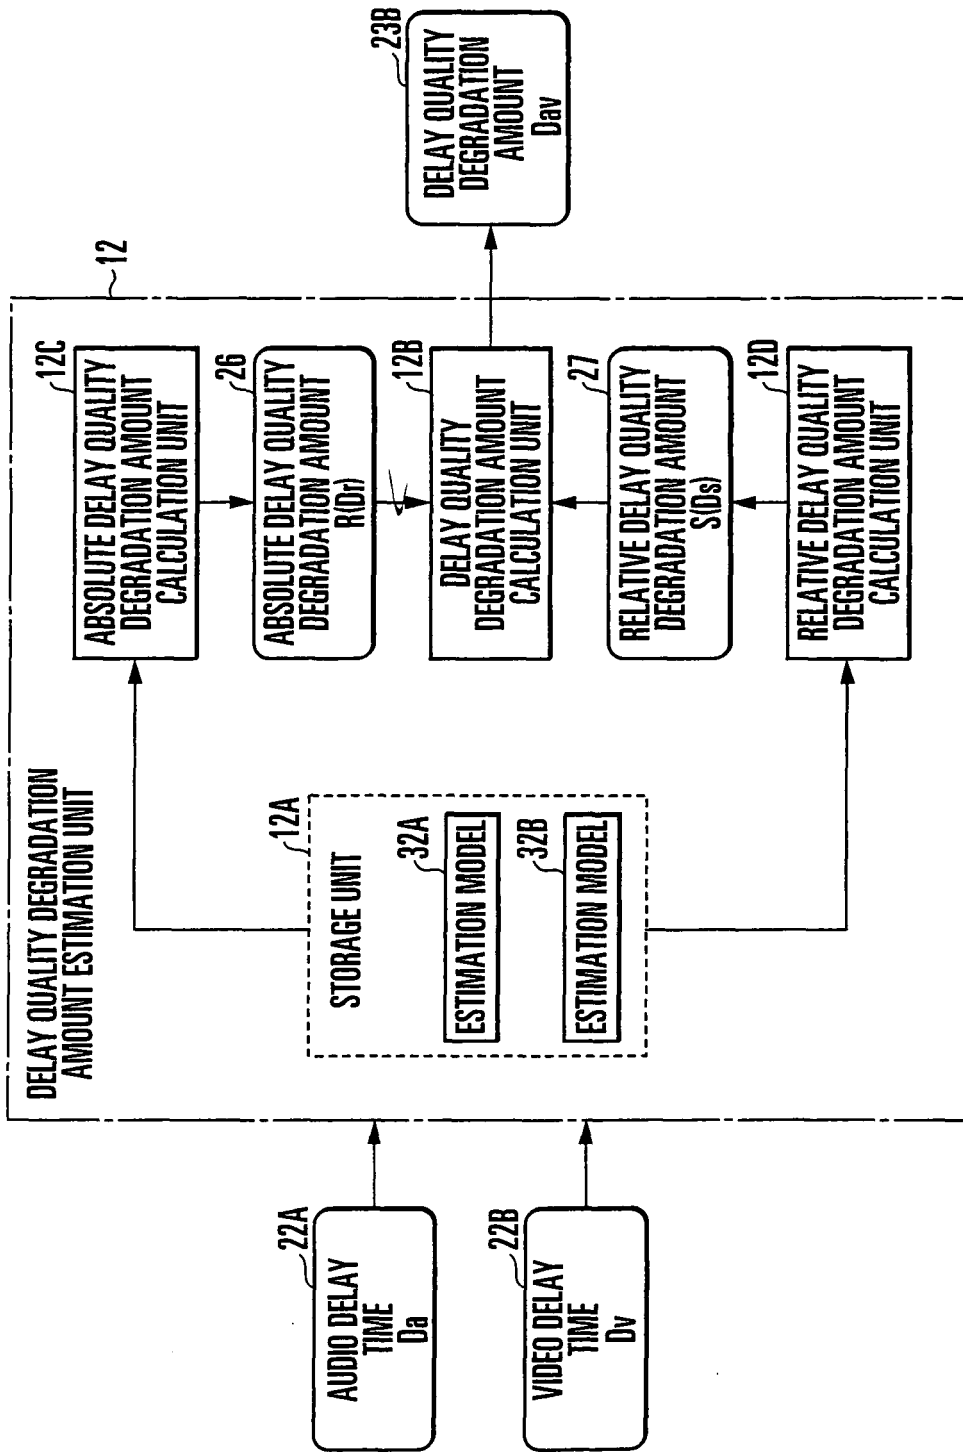 DELAY QUALITY DEGRADATION
AMOUNT ESTIMATION UNIT
12
22A
AUDIO DELAY
TIME
Da
22B
VIDEO DELAY
TIME
Dv
12A
STORAGE UNIT
32A
ESTIMATION MODEL
32B
ESTIMATION MODEL
12C
ABSOLUTE DELAY QUALITY
DEGRADATION AMOUNT
CALCULATION UNIT
26
ABSOLUTE DELAY QUALITY
DEGRADATION AMOUNT
R(Dr)
12B
DELAY QUALITY
DEGRADATION AMOUNT
CALCULATION UNIT
27
RELATIVE DELAY QUALITY
DEGRADATION AMOUNT
S(Ds)
12D
RELATIVE DELAY QUALITY
DEGRADATION AMOUNT
CALCULATION UNIT
23B
DELAY QUALITY
DEGRADATION
AMOUNT
Dav